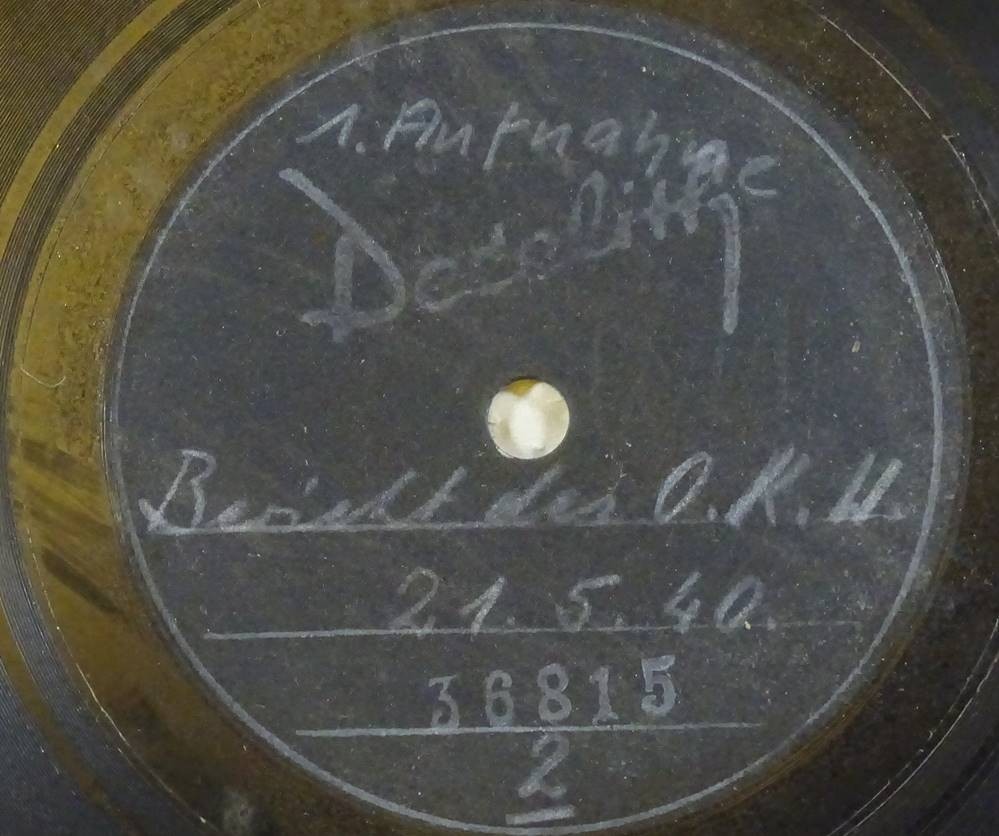 1. Aufnahme
Bericht des O.K.W.
21.5.40.
36815
2